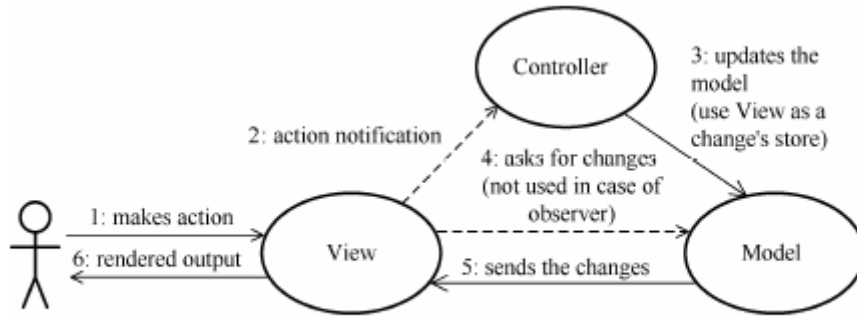 Controller
3: updates the
model
(use View as a
change's store)
2: action notification
4: asks for changes
(not used in case of
observer)
1: makes action
View
Model
6: rendered output
5: sends the changes